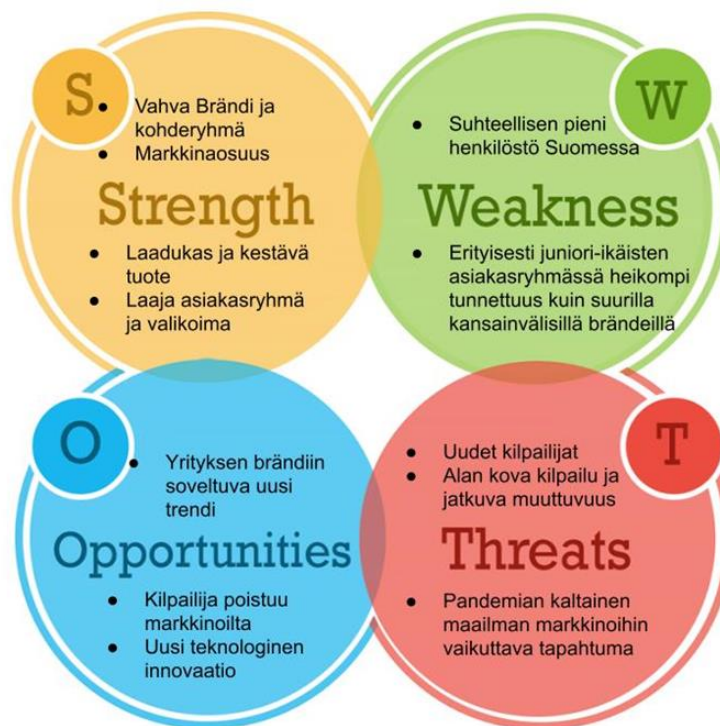 S
● Vahva Brändi ja
kohderyhmä
● Markkinaosuus
Strength
● Laadukas ja kestävä
tuote
● Laaja asiakasryhmä
ja valikoima
W
● Suhteellisen pieni
henkilöstö Suomessa
Weakness
● Erityisesti juniori-ikäisten
asiakasryhmässä heikompi
tunnettuus kuin suurilla
kansainvälisillä brändeillä
O
● Yrityksen brändiin
soveltuva uusi
trendi
Opportunities
● Kilpailija poistuu
markkinoilta
● Uusi teknologinen
innovaatio
T
● Uudet kilpailijat
● Alan kova kilpailu ja
jatkuva muuttuvuus
Threats
● Pandemian kaltainen
maailman markkinoihin
vaikuttava tapahtuma